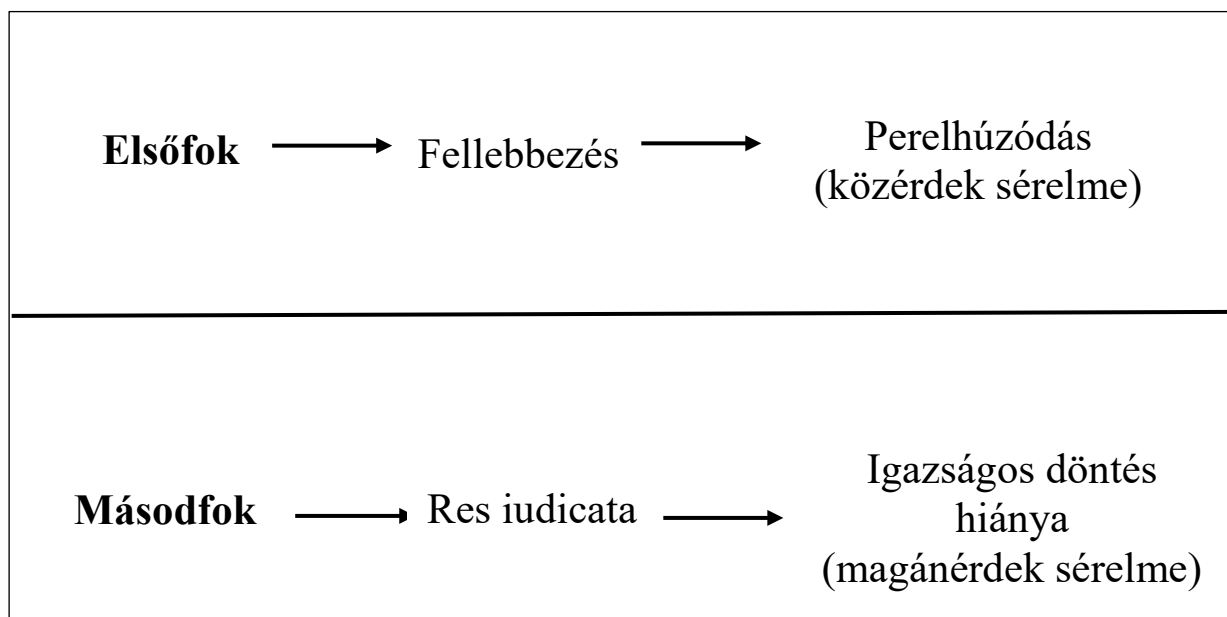 Elsőfok
Fellebbezés
Perelhúzódás
(közérdek sérelme)
Másodfok
Res iudicata
Igazságos döntés
hiánya
(magánérdek sérelme)